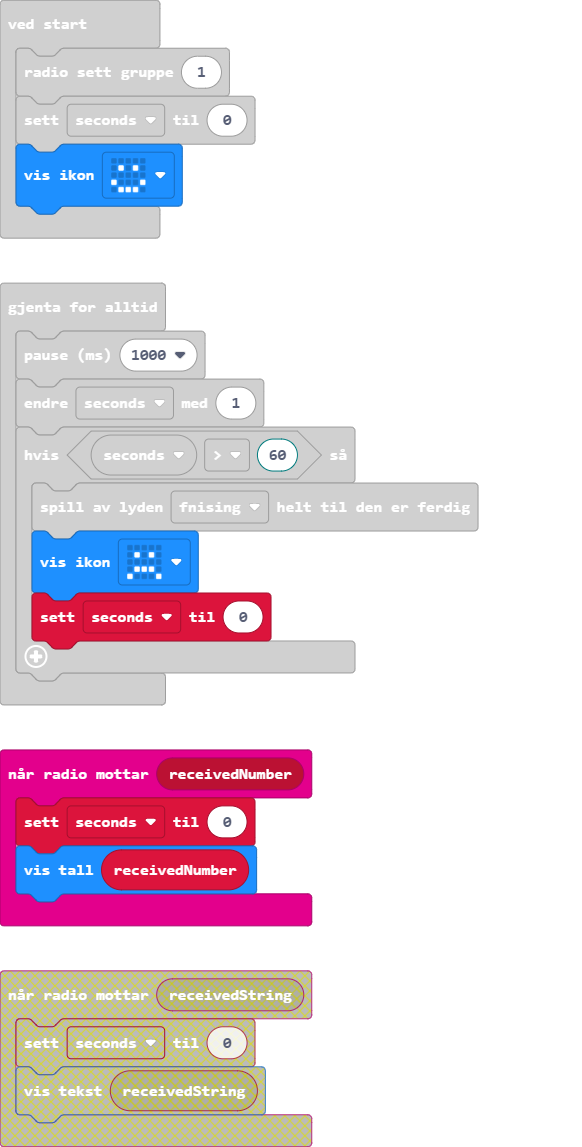 ved start
radio sett gruppe 1
sett seconds til 0
vis ikon
gjenta for alltid
pause (ms) 1000
endre seconds med 1
hvis seconds > 60 så
spill av lyden fnising helt til den er ferdig
vis ikon
sett seconds til 0
når radio mottar receivedNumber
sett seconds til 0
vis tall receivedNumber
når radio mottar receivedString
sett seconds til 0
vis tekst receivedString